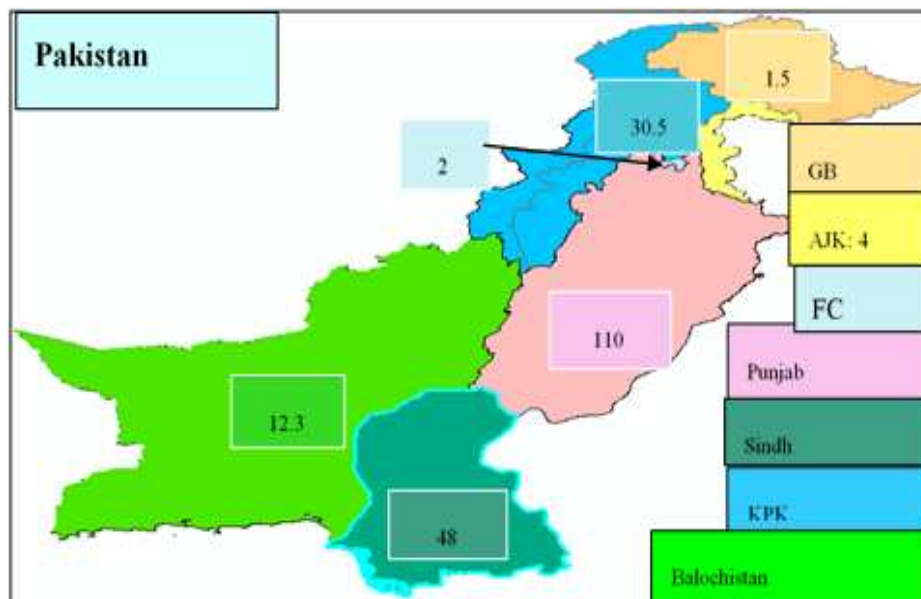 Pakistan
1.5
30.5
2
GB
AJK: 4
FC
110
Punjab
12.3
Sindh
48
KPK
Balochistan